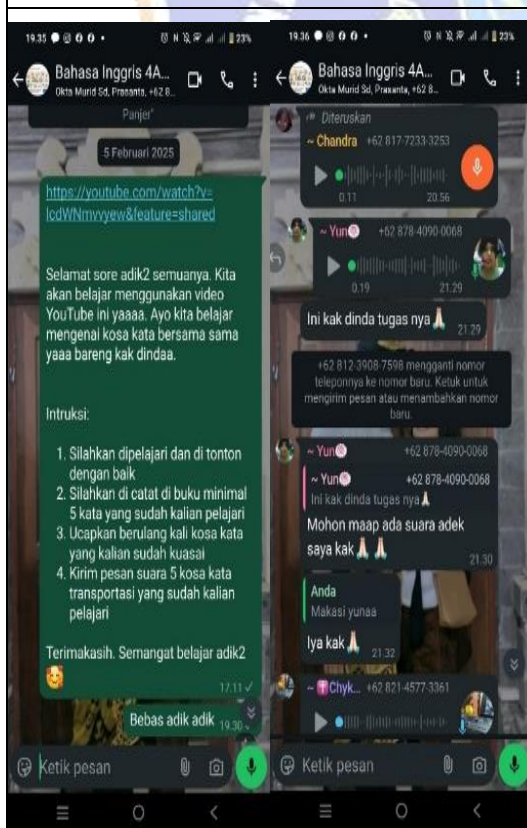 19.35
23%
Bahasa Inggris 4A...
Okta Murid Sd, Prasanta, +62 8...
Panjer"
5 Februari 2025
https://youtube.com/watch?v=
IcdWNmvvyew&feature=shared
Selamat sore adik2 semuanya. Kita
akan belajar menggunakan video
YouTube ini yaaaa. Ayo kita belajar
mengenai kosa kata bersama sama
yaaa bareng kak dindaa.
Intruksi:
1. Silahkan dipelajari dan di tonton
dengan baik
2. Silahkan di catat di buku minimal
5 kata yang sudah kalian pelajari
3. Ucapkan berulang kali kosa kata
yang kalian sudah kuasai
4. Kirim pesan suara 5 kosa kata
transportasi yang sudah kalian
pelajari
Terimakasih. Semangat belajar adik2
17.11
Bebas adik adik 19.30
Ketik pesan
19.36
23%
Bahasa Inggris 4A...
Okta Murid Sd, Prasanta, +62 8...
Diteruskan
~ Chandra +62 817-7233-3253
0.11 20.56
~ Yun +62 878-4090-0068
0.19 21.29
Ini kak dinda tugas nya 21.29
+62 812-3908-7598 mengganti nomor
teleponnya ke nomor baru. Ketuk untuk
mengirim pesan atau menambahkan nomor
baru.
~ Yun +62 878-4090-0068
~ Yun +62 878-4090-0068
Ini kak dinda tugas nya
Mohon maap ada suara adek
saya kak 21.30
Anda
Makasi yunaa
Iya kak 21.32
~ Chyk... +62 821-4577-3361
Ketik pesan